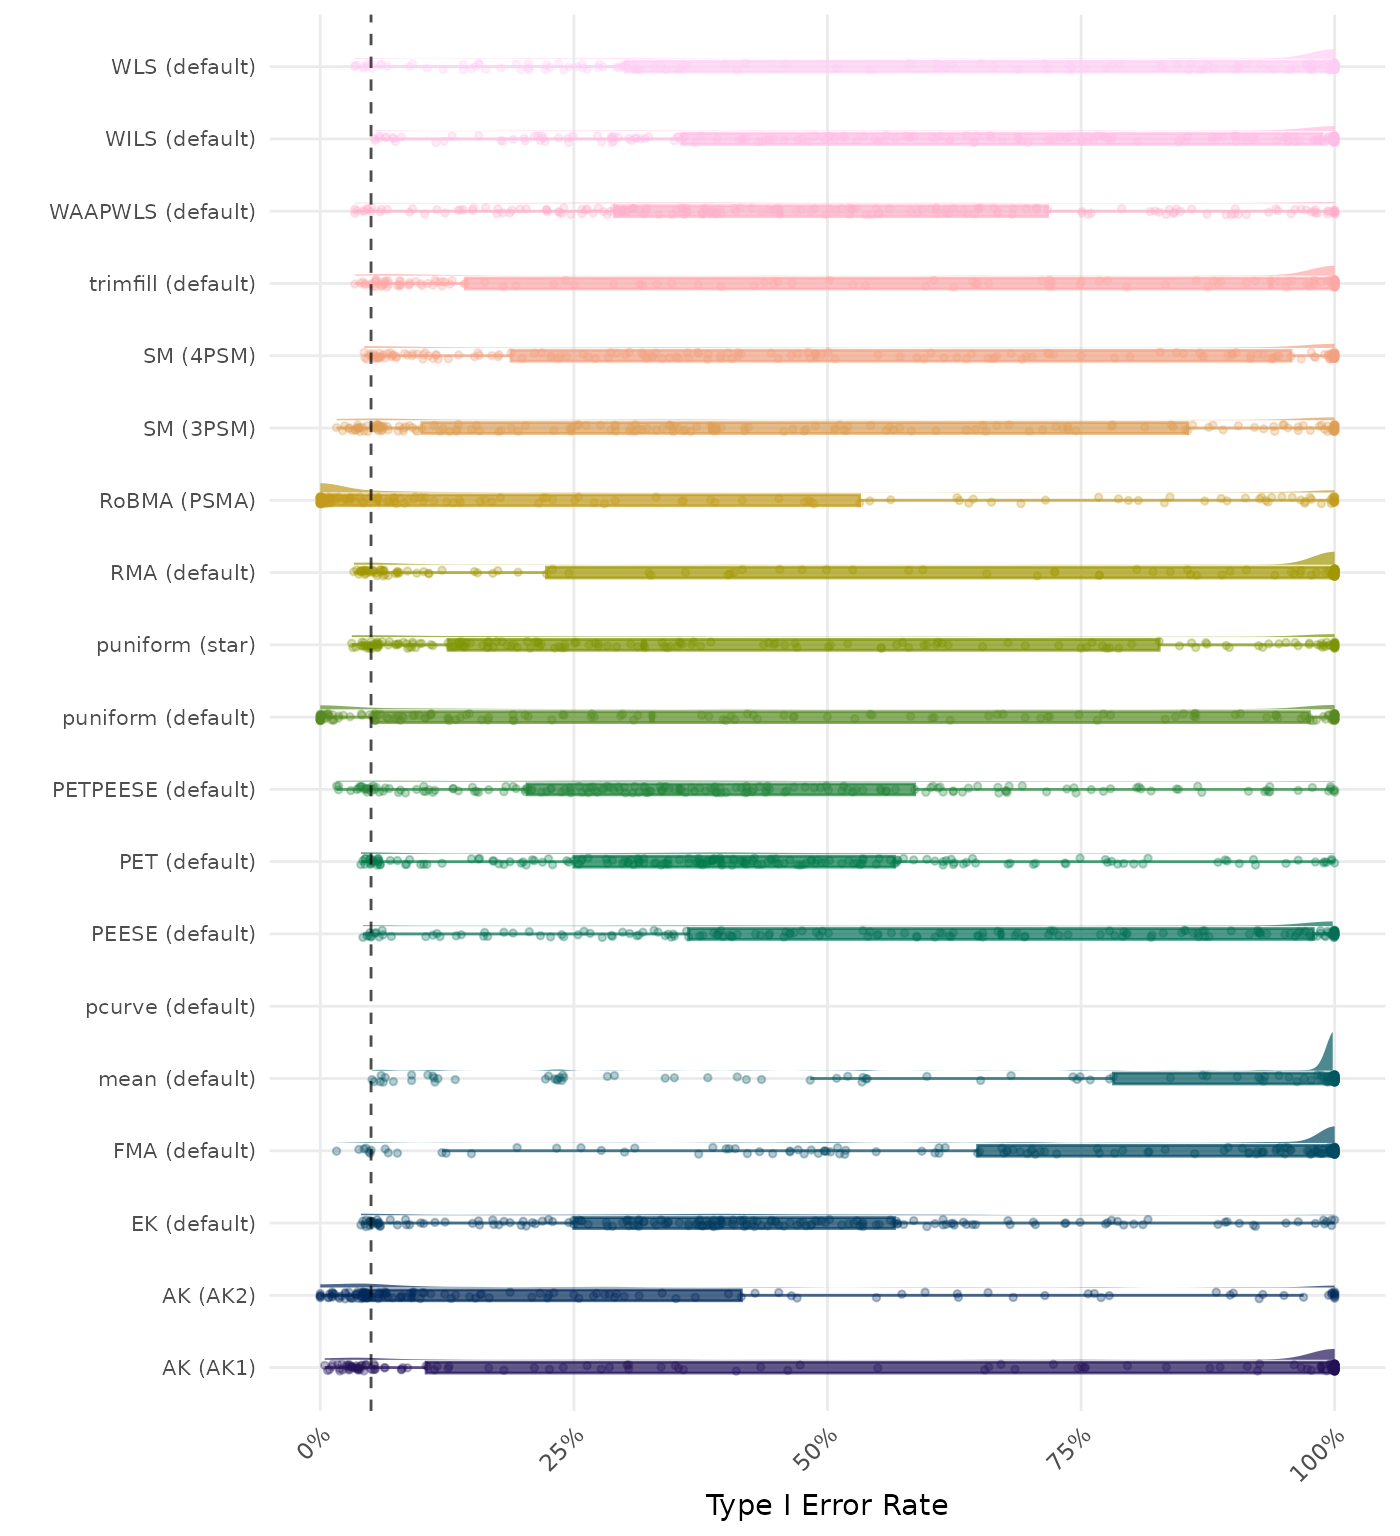 WLS (default)
WILS (default)
WAAPWLS (default)
trimfill (default)
SM (4PSM)
SM (3PSM)
RoBMA (PSMA)
RMA (default)
puniform (star)
puniform (default)
PETPEESE (default)
PET (default)
PEESE (default)
pcurve (default)
mean (default)
FMA (default)
EK (default)
AK (AK2)
AK (AK1)
0% 25% 50% 75% 100%
Type I Error Rate